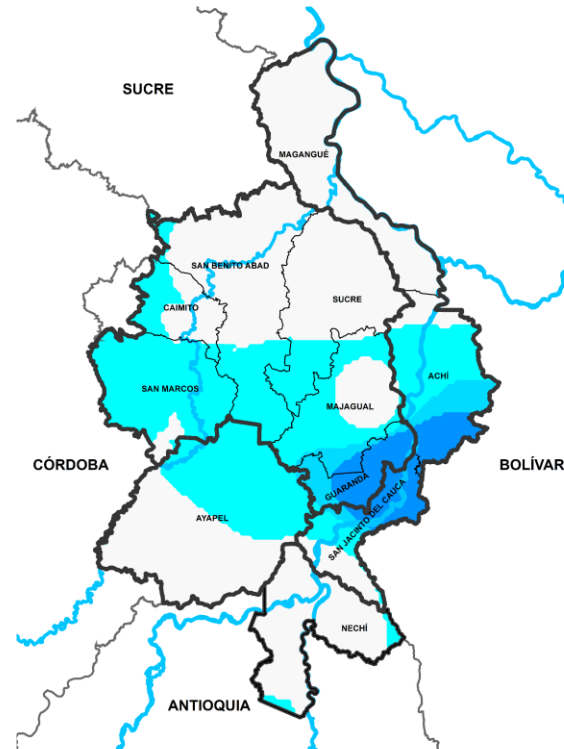 SUCRE
MAGANGUÉ
SAN BENITO ABAD
SUCRE
CAIMITO
ACHÍ
SAN MARCOS
MAJAGUAL
CÓRDOBA
BOLÍVAR
GUARANDA
SAN JACINTO DEL CAUCA
AYAPEL
NECHÍ
ANTIOQUIA